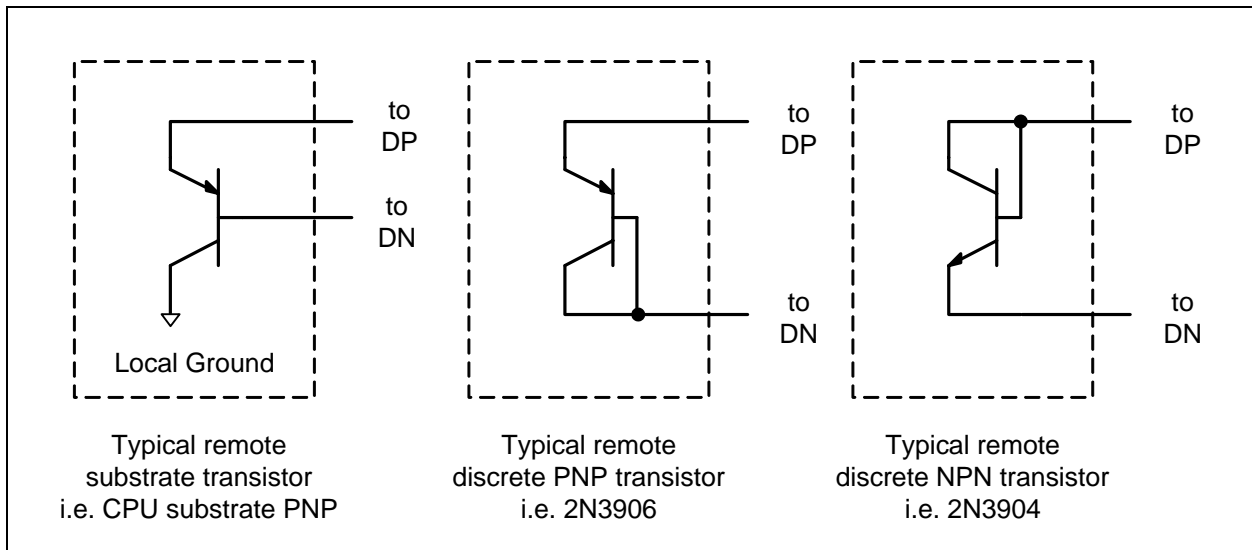 to
DP
to
DN
Local Ground
Typical remote
substrate transistor
i.e. CPU substrate PNP
to
DP
to
DN
Typical remote
discrete PNP transistor
i.e. 2N3906
to
DP
to
DN
Typical remote
discrete NPN transistor
i.e. 2N3904